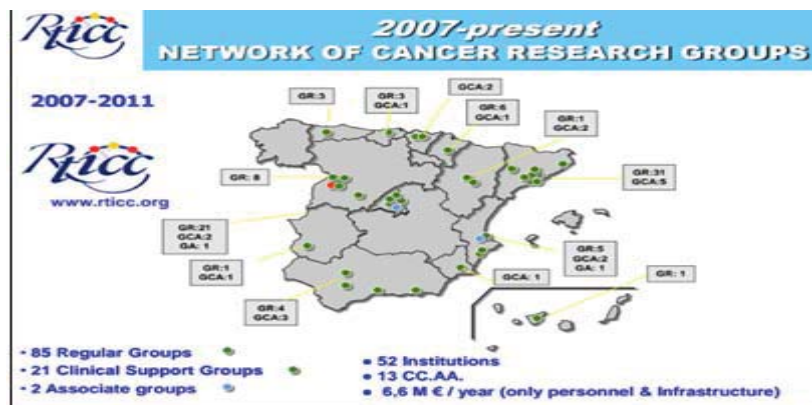 Rticc
2007-present
NETWORK OF CANCER RESEARCH GROUPS
2007-2011
Rticc
www.rticc.org
GR:3
GR:3
GCA:1
GCA:2
GR:6
GCA:1
GR:1
GCA:2
GR: 8
GR:31
GCA:5
GR:21
GCA:2
GA: 1
GR:1
GCA:1
GR:4
GCA:3
GCA: 1
GR:5
GCA:2
GA: 1
GR: 1
• 85 Regular Groups
• 21 Clinical Support Groups
• 2 Associate groups
• 52 Institutions
• 13 CC.AA.
• 6,6 M € / year (only personnel & Infrastructure)